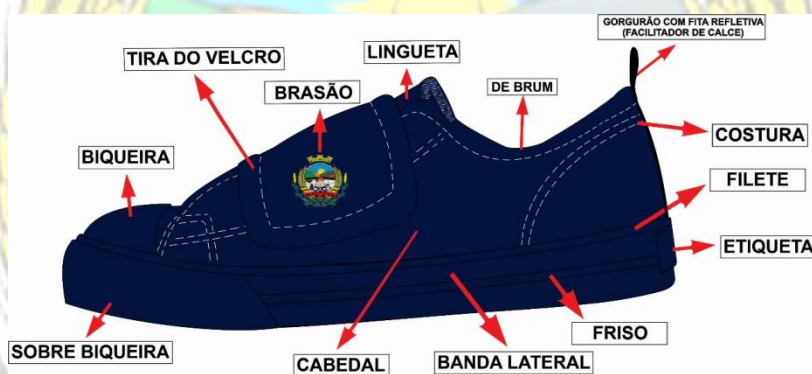 GORGURÃO COM FITA REFLETIVA
(FACILITADOR DE CALCE)
LINGUETA
TIRA DO VELCRO
BRASÃO
DE BRUM
COSTURA
BIQUEIRA
FILETE
ETIQUETA
FRISO
SOBRE BIQUEIRA
CABEDAL
BANDA LATERAL